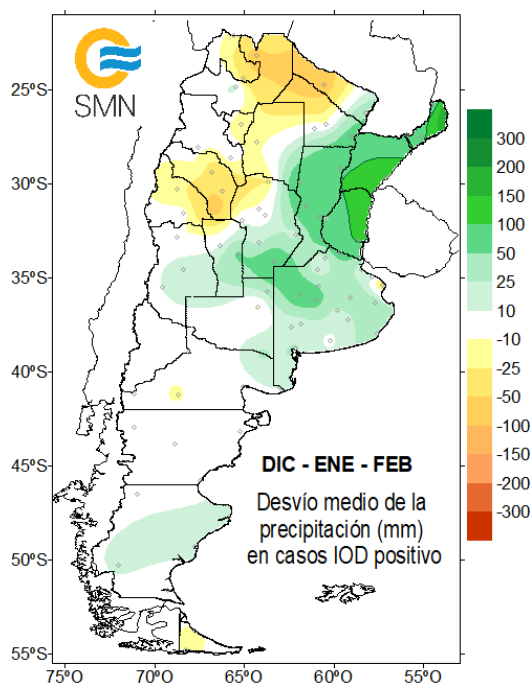 SMN
25ºS
30ºS
35ºS
40ºS
45ºS
50ºS
55ºS
75ºO
70ºO
65ºO
60ºO
55ºO
DIC - ENE - FEB
Desvío medio de la
precipitación (mm)
en casos IOD positivo
300
200
150
100
50
25
10
-10
-25
-50
-100
-150
-200
-300